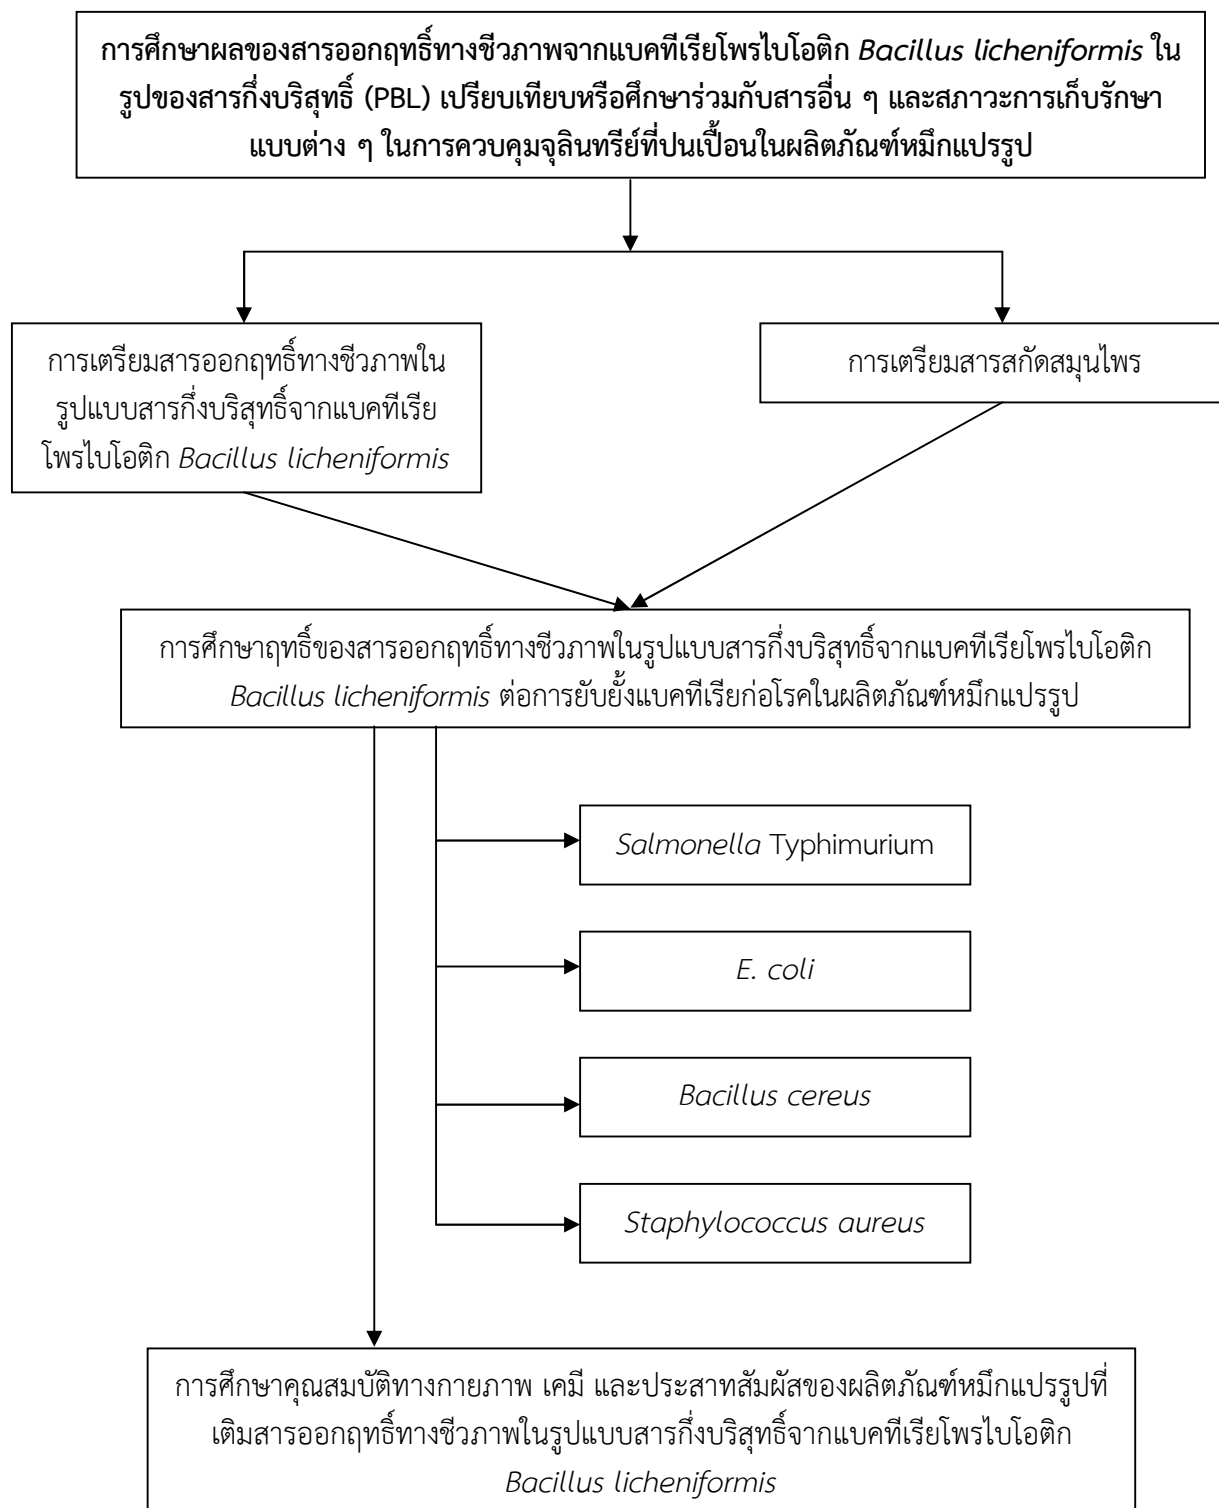 การศึกษาผลของสารออกฤทธิ์ทางชีวภาพจากแบคทีเรียโพรไบโอติก Bacillus licheniformis ใน
รูปของสารกึ่งบริสุทธิ์ (PBL) เปรียบเทียบหรือศึกษาร่วมกับสารอื่น ๆ และสภาวะการเก็บรักษา
แบบต่าง ๆ ในการควบคุมจุลินทรีย์ที่ปนเปื้อนในผลิตภัณฑ์หมึกแปรรูป
การเตรียมสารออกฤทธิ์ทางชีวภาพใน
รูปแบบสารกึ่งบริสุทธิ์จากแบคทีเรีย
โพรไบโอติก Bacillus licheniformis
การเตรียมสารสกัดสมุนไพร
การศึกษาฤทธิ์ของสารออกฤทธิ์ทางชีวภาพในรูปแบบสารกึ่งบริสุทธิ์จากแบคทีเรียโพรไบโอติก
Bacillus licheniformis ต่อการยับยั้งแบคทีเรียก่อโรคในผลิตภัณฑ์หมึกแปรรูป
Salmonella Typhimurium
E. coli
Bacillus cereus
Staphylococcus aureus
การศึกษาคุณสมบัติทางกายภาพ เคมี และประสาทสัมผัสของผลิตภัณฑ์หมึกแปรรูปที่
เติมสารออกฤทธิ์ทางชีวภาพในรูปแบบสารกึ่งบริสุทธิ์จากแบคทีเรียโพรไบโอติก
Bacillus licheniformis